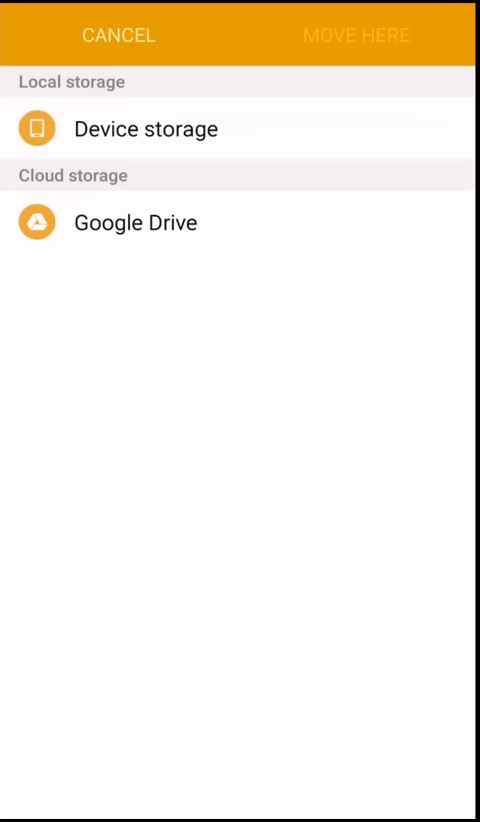 CANCEL MOVE HERE
Local storage
Device storage
Cloud storage
Google Drive